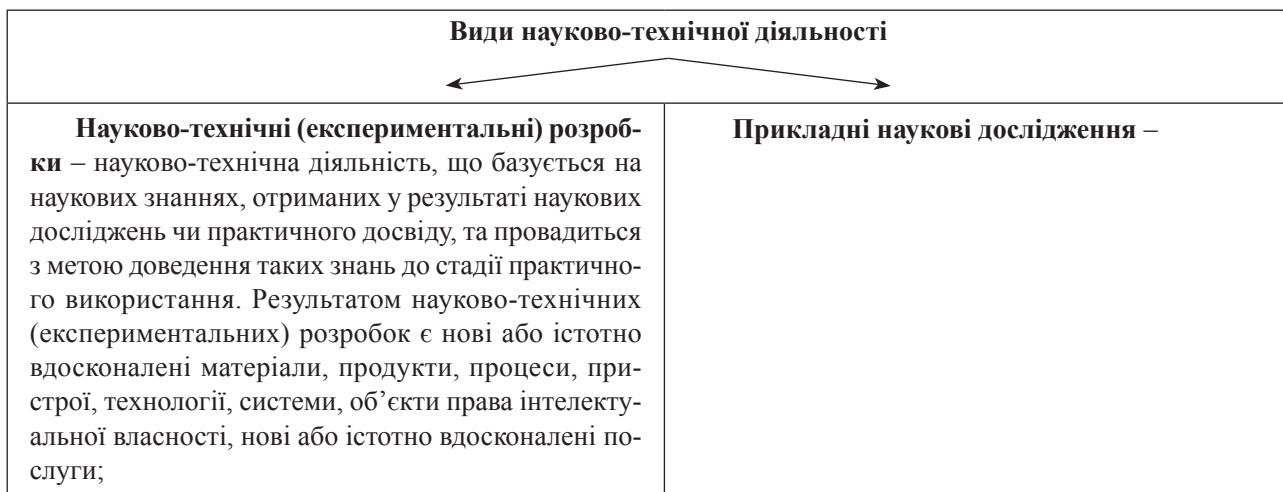 Види науково-технічної діяльності
Науково-технічні (експериментальні) розроб-
ки – науково-технічна діяльність, що базується на
наукових знаннях, отриманих у результаті наукових
досліджень чи практичного досвіду, та провадиться
з метою доведення таких знань до стадії практично-
го використання. Результатом науково-технічних
(експериментальних) розробок є нові або істотно
вдосконалені матеріали, продукти, процеси, при-
строї, технології, системи, об’єкти права інтелекту-
альної власності, нові або істотно вдосконалені по-
слуги;
Прикладні наукові дослідження –